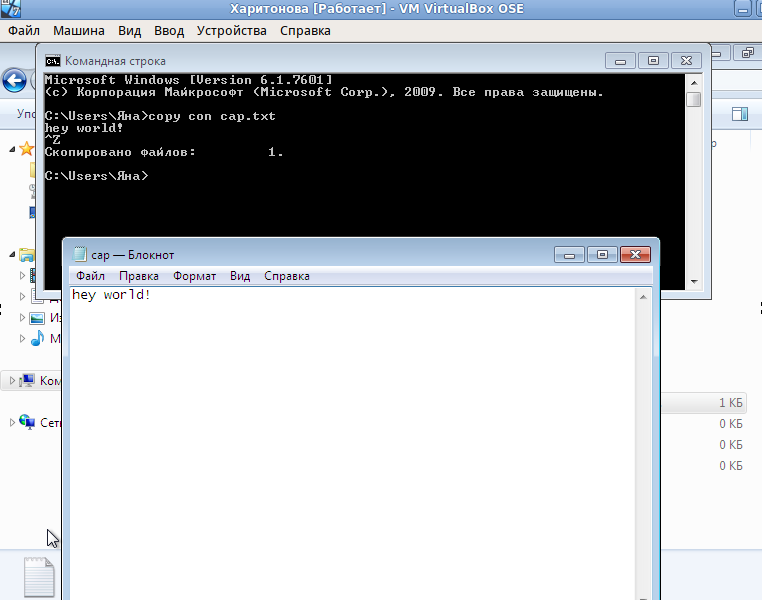 Харитонова [Работает] - VM VirtualBox OSE
Файл Машина Вид Ввод Устройства Справка
Командная строка
Microsoft Windows [Version 6.1.7601]
(c) Корпорация Майкрософт (Microsoft Corp.), 2009. Все права защищены.
C:\Users\Яна>copy con cap.txt
hey world!
^Z
Скопировано файлов: 1.
C:\Users\Яна>
cap — Блокнот
Файл Правка Формат Вид Справка
hey world!
1 КБ
0 КБ
0 КБ
0 КБ